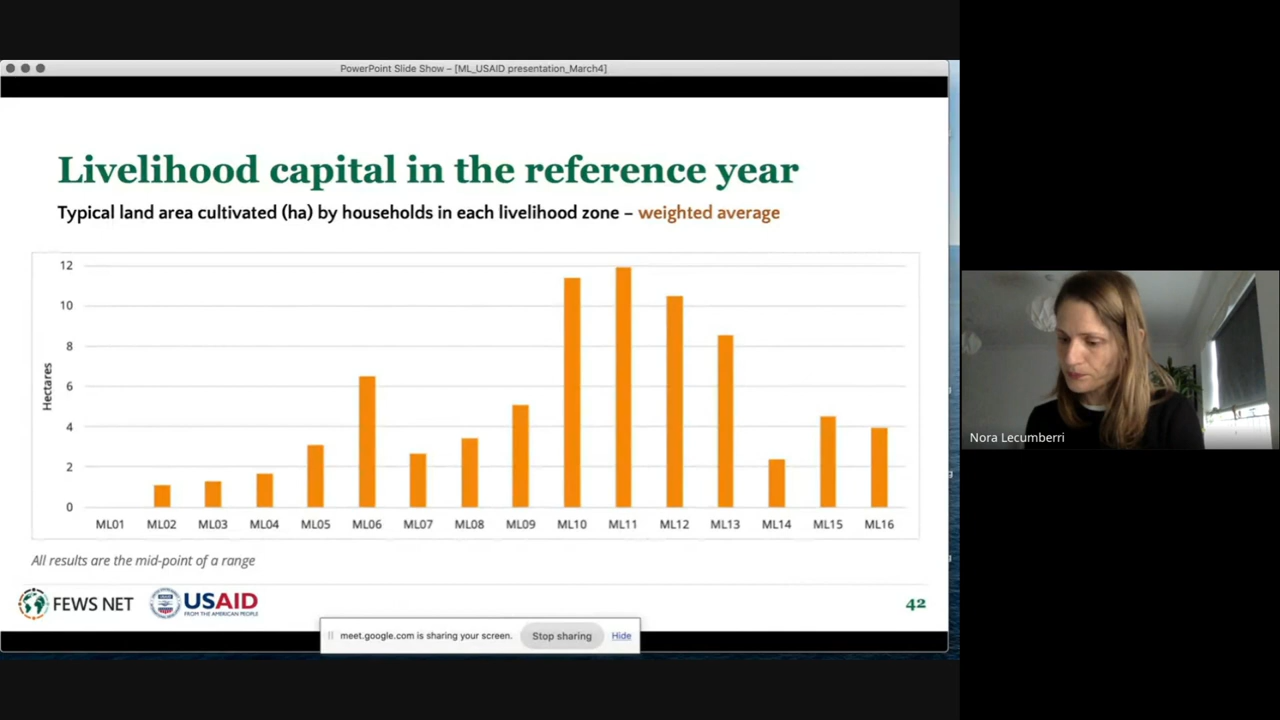 PowerPoint Slide Show – [ML_USAID presentation_March4]
Livelihood capital in the reference year
Typical land area cultivated (ha) by households in each livelihood zone – weighted average
Hectares
12
10
8
6
4
2
0
ML01 ML02 ML03 ML04 ML05 ML06 ML07 ML08 ML09 ML10 ML11 ML12 ML13 ML14 ML15 ML16
All results are the mid-point of a range
FEWS NET
USAID
FROM THE AMERICAN PEOPLE
42
meet.google.com is sharing your screen. Stop sharing Hide
Nora Lecumberri